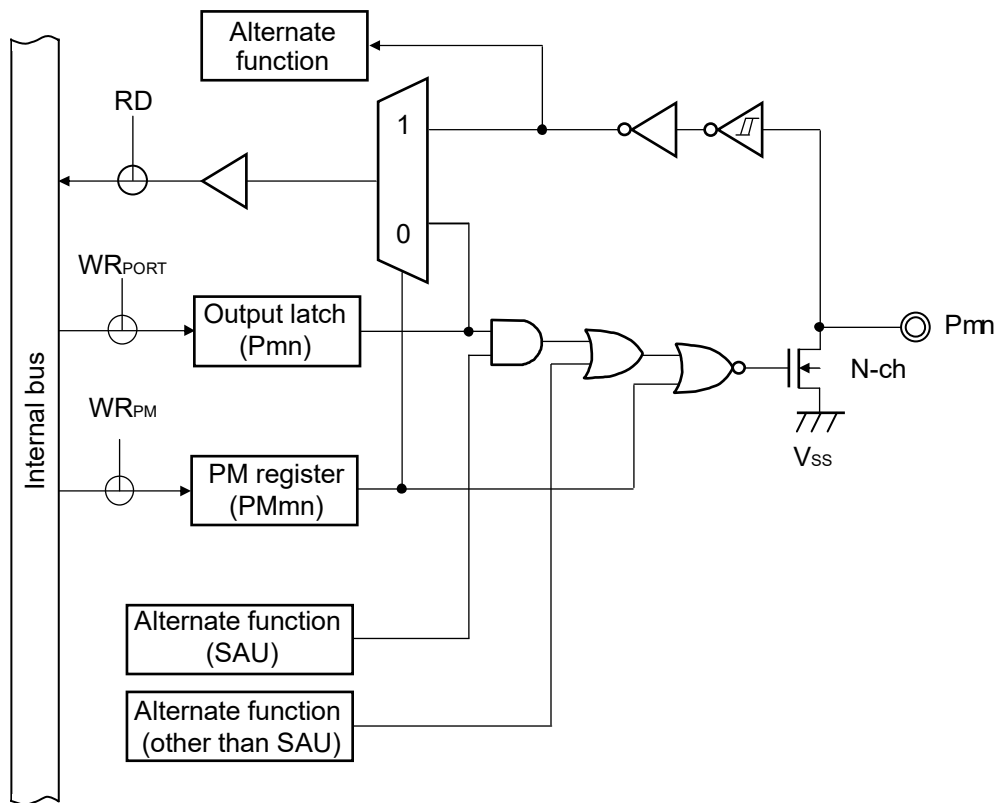 Alternate
function
RD
1
0
WRPORT
Output latch
(Pmn)
Pmn
N-ch
WRPM
VSS
PM register
(PMmn)
Internal bus
Alternate function
(SAU)
Alternate function
(other than SAU)